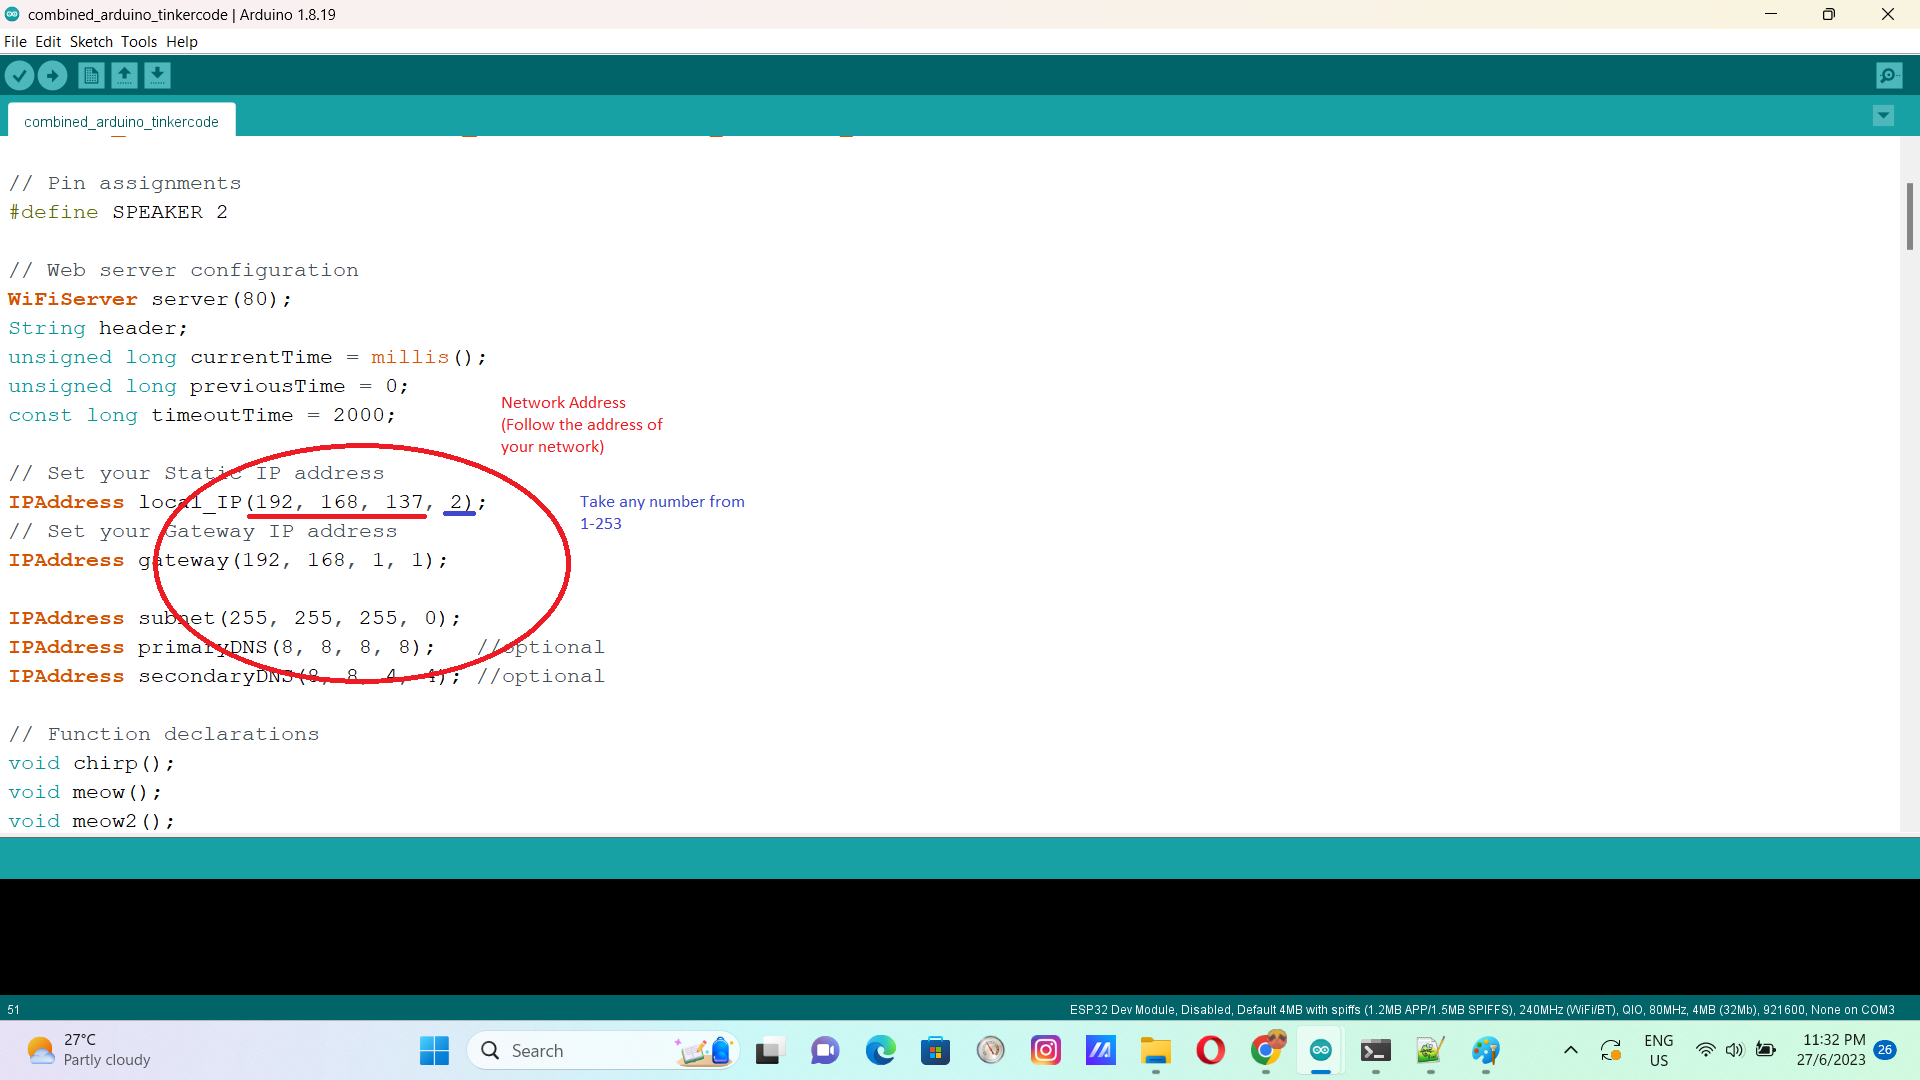 combined_arduino_tinkercode | Arduino 1.8.19
File Edit Sketch Tools Help
combined_arduino_tinkercode
// Pin assignments
#define SPEAKER 2
// Web server configuration
WiFiServer server(80);
String header;
unsigned long currentTime = millis();
unsigned long previousTime = 0;
const long timeoutTime = 2000;
Network Address
(Follow the address of
your network)
// Set your Static IP address
IPAddress local_IP(192, 168, 137, 2);
Take any number from
1-253
// Set your Gateway IP address
IPAddress gateway(192, 168, 1, 1);
IPAddress subnet(255, 255, 255, 0);
IPAddress primaryDNS(8, 8, 8, 8); //optional
IPAddress secondaryDNS(8, 8, 4, 4); //optional
// Function declarations
void chirp();
void meow();
void meow2();
51
ESP32 Dev Module, Disabled, Default 4MB with spiffs (1.2MB APP/1.5MB SPIFFS), 240MHz (WiFi/BT), QIO, 80MHz, 4MB (32Mb), 921600, None on COM3
27°C
Partly cloudy
Search
ENG
US
11:32 PM
27/6/2023
26